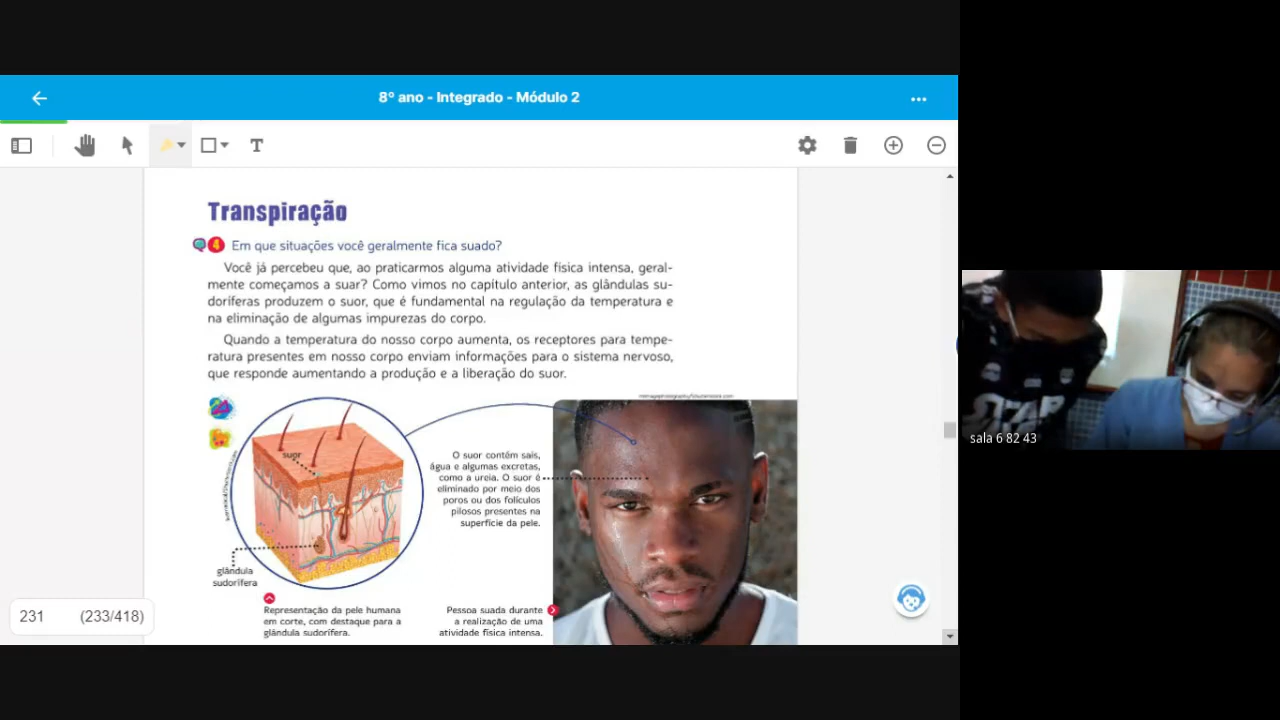 8º ano - Integrado - Módulo 2
T
Transpiração
4 Em que situações você geralmente fica suado?
Você já percebeu que, ao praticarmos alguma atividade física intensa, geral-
mente começamos a suar? Como vimos no capítulo anterior, as glândulas su-
doríferas produzem o suor, que é fundamental na regulação da temperatura e
na eliminação de algumas impurezas do corpo.
Quando a temperatura do nosso corpo aumenta, os receptores para tempe-
ratura presentes em nosso corpo enviam informações para o sistema nervoso,
que responde aumentando a produção e a liberação do suor.
suor
O suor contém sais,
água e algumas excretas,
como a ureia. O suor é
eliminado por meio dos
poros ou dos folículos
pilosos presentes na
superfície da pele.
glândula
sudorífera
Representação da pele humana
em corte, com destaque para a
glândula sudorífera.
Pessoa suada durante
a realização de uma
atividade física intensa.
231 (233/418)
sala 6 82 43